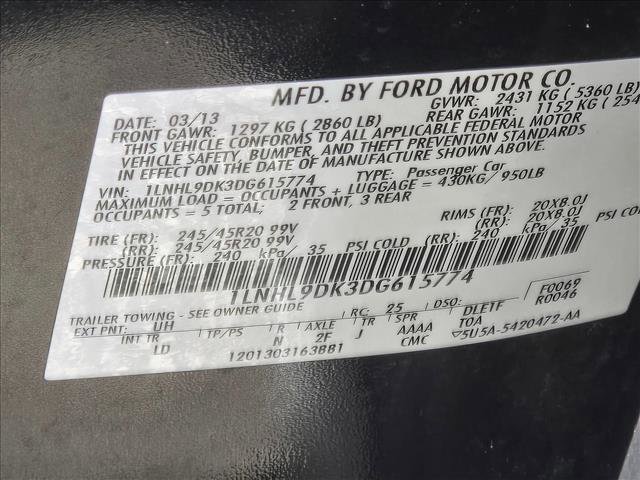 MFD. BY FORD MOTOR CO.
DATE: 03/13 GVWR: 2431 KG ( 5360 LB)
FRONT GAWR: 1297 KG ( 2860 LB) REAR GAWR: 1152 KG ( 254
THIS VEHICLE CONFORMS TO ALL APPLICABLE FEDERAL MOTOR
VEHICLE SAFETY, BUMPER, AND THEFT PREVENTION STANDARDS
IN EFFECT ON THE DATE OF MANUFACTURE SHOWN ABOVE.
VIN: 1LNHL9DK3DG615774 TYPE: Passenger Car
MAXIMUM LOAD = OCCUPANTS + LUGGAGE = 430KG/ 950LB
OCCUPANTS = 5 TOTAL; 2 FRONT, 3 REAR
TIRE (FR): 245/45R20 99V RIMS (FR): 20X8.0J
(RR): 245/45R20 99V (RR): 20X8.0J
PRESSURE (FR): 240 kPa/ 35 PSI COLD (RR): 240 kPa/ 35 PSI CO
1LNHL9DK3DG615774
F0069
R0046
TRAILER TOWING - SEE OWNER GUIDE
EXT PNT: UH RC: 25 DSO: DLETF
INT TR TP/PS R AXLE TR SPR TOA
LD N 2F J AAAA ▽5U5A-5420472-AA
1201303163881 CMC